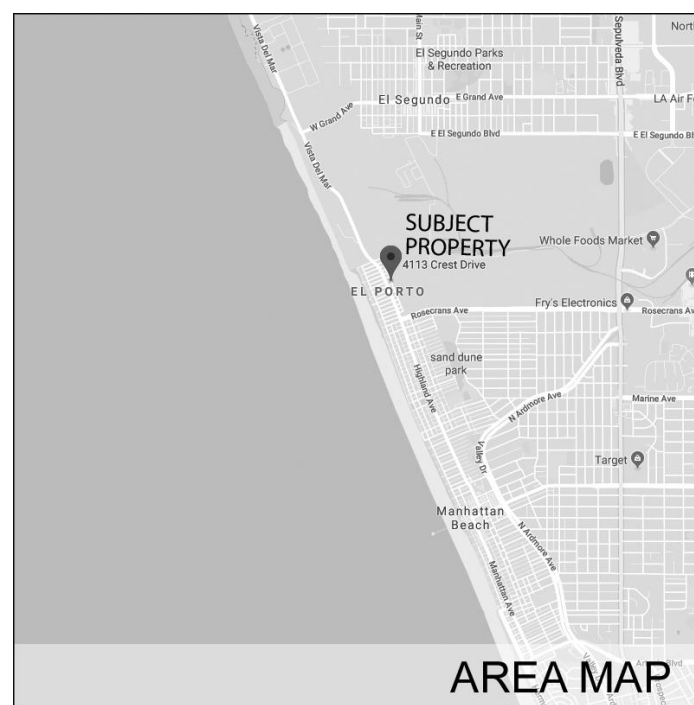 Vista Del Mar
Main St
Sepulveda Blvd
North
El Segundo Parks
& Recreation
El Segundo
E Grand Ave
LA Air F
W Grand Ave
E El Segundo Blvd
E El Segundo Bl
Vista Del Mar
SUBJECT
PROPERTY
4113 Crest Drive
Whole Foods Market
EL PORTO
Fry's Electronics
Rosecrans Ave
Rosecrans Av
sand dune
park
Highland Ave
Marine Ave
N Ardmore Ave
Valley Dr
Target
Manhattan
Beach
N Ardmore Ave
Manhattan Ave
Blvd
Valley
AREA MAP